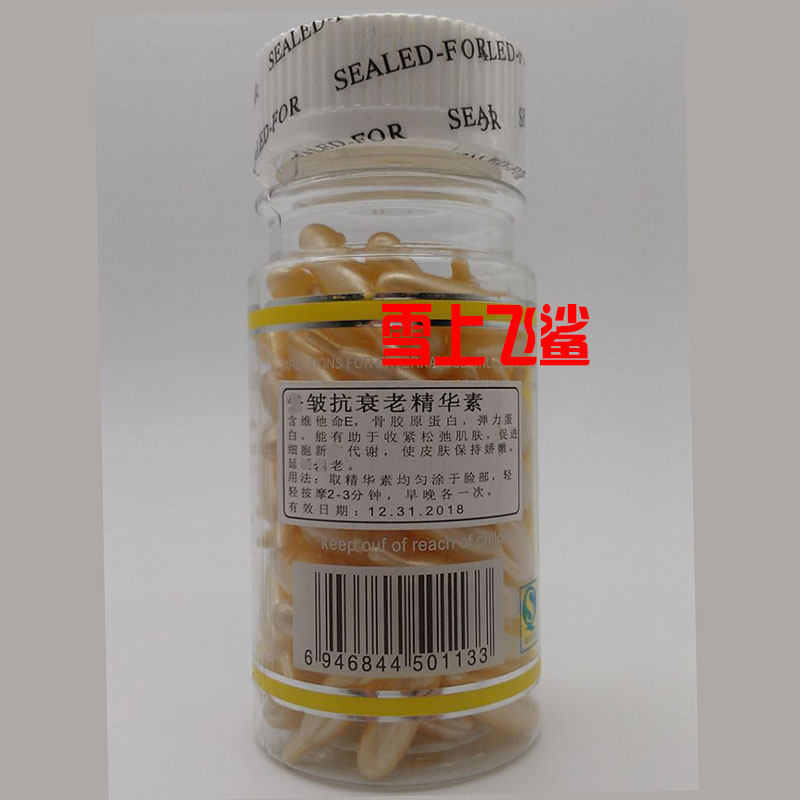 SEALED-FOR
SEALED-FOR
雪上飞鲨
皱抗衰老精华素
含维他命E，骨胶原蛋白，弹力蛋
白，能有助于收紧松弛肌肤，促进
细胞新 代谢，使皮肤保持娇嫩，
延 老。
用法：取精华素均匀涂于脸部，轻
轻按摩2-3分钟，早晚各一次。
有效日期：12.31.2018
keep out of reach of child
6 946844 501133